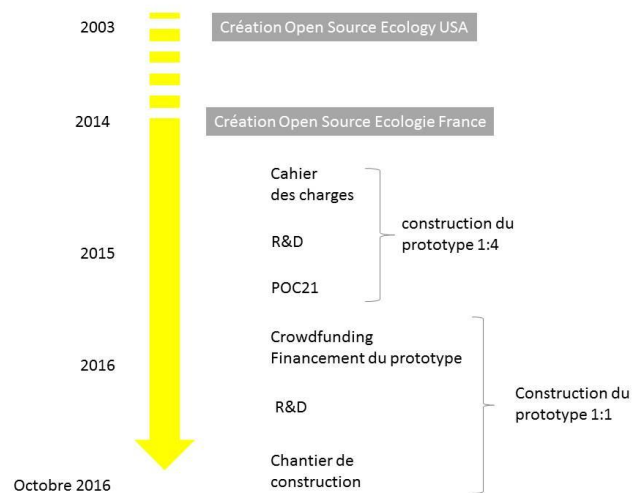 2003
Création Open Source Ecology USA
2014
Création Open Source Ecologie France
Cahier
des charges
construction du
prototype 1:4
R&D
2015
POC21
Crowdfunding
Financement du prototype
2016
Construction du
prototype 1:1
R&D
Chantier de
construction
Octobre 2016